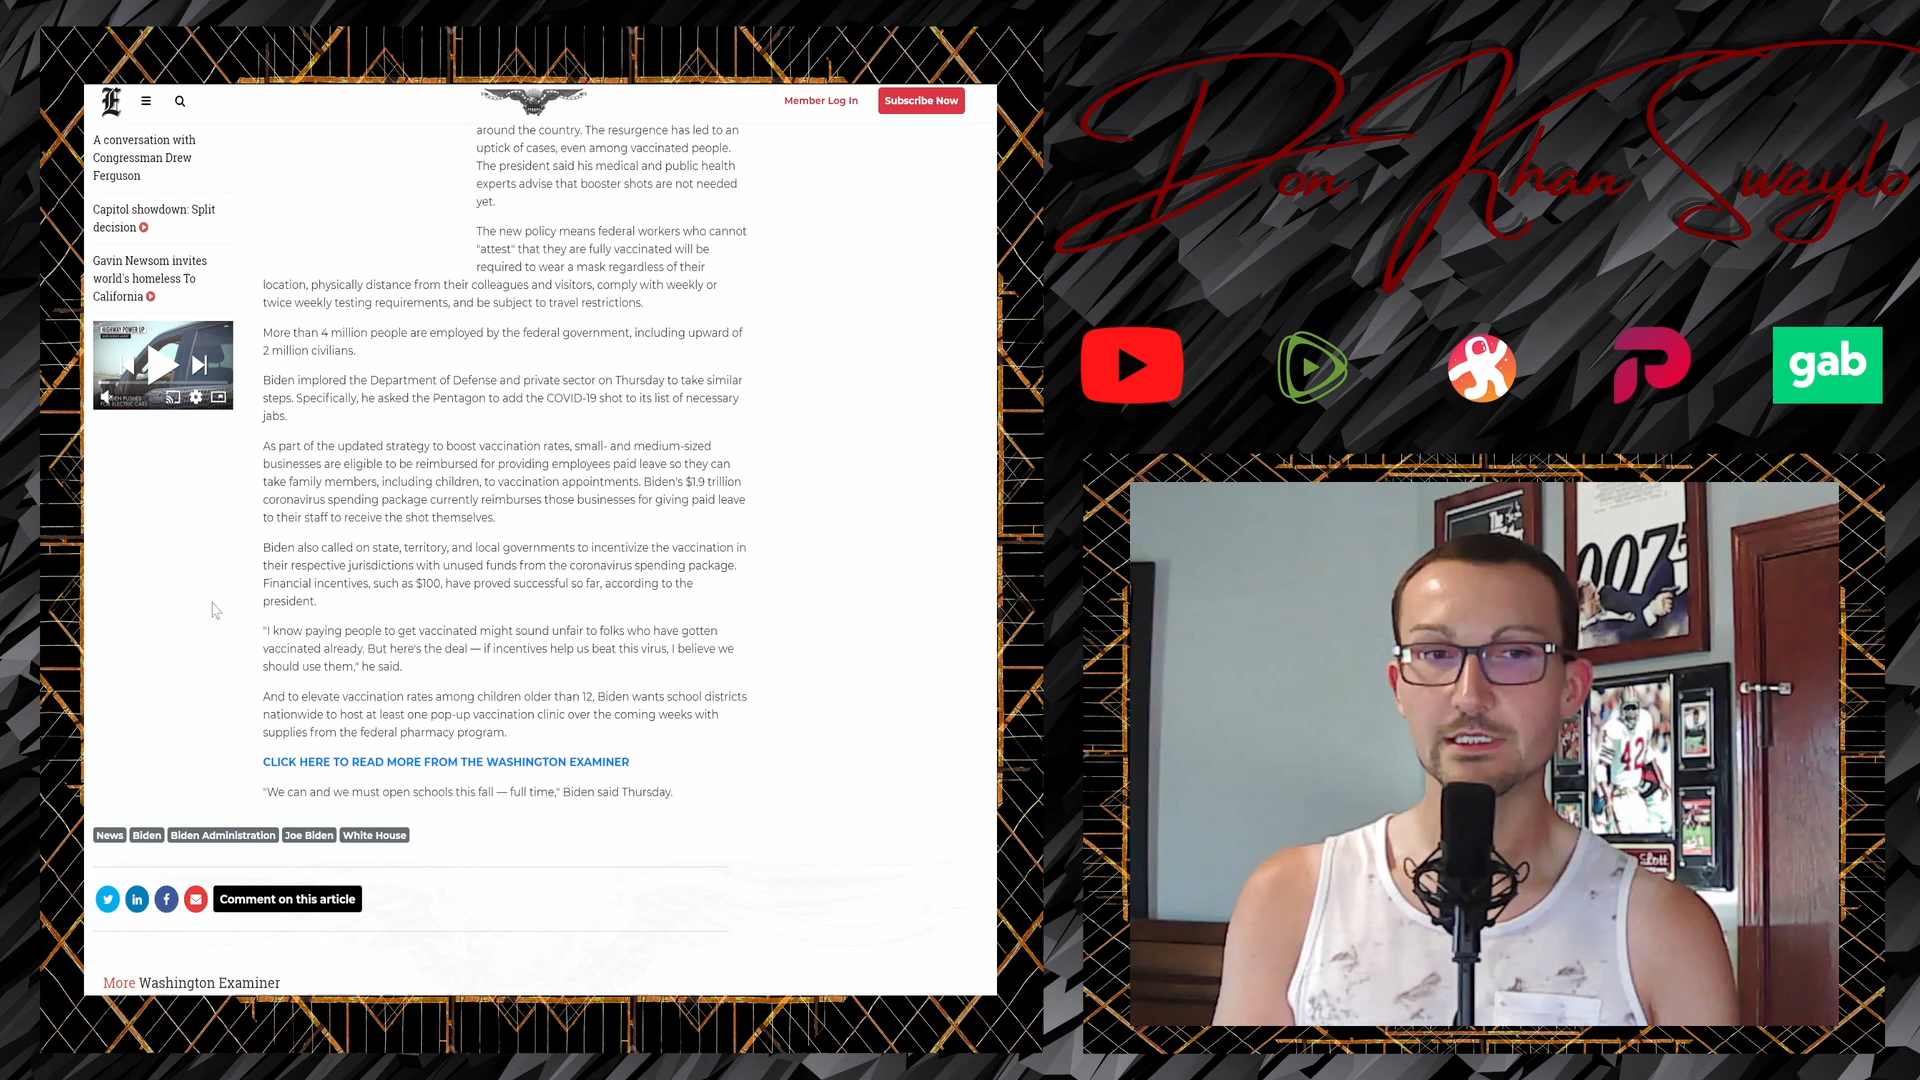 Member Log In
Subscribe Now
A conversation with
Congressman Drew
Ferguson
Capitol showdown: Split
decision
Gavin Newsom invites
world's homeless To
California
HIGHWAY POWER UP
around the country. The resurgence has led to an
uptick of cases, even among vaccinated people.
The president said his medical and public health
experts advise that booster shots are not needed
yet.
The new policy means federal workers who cannot
"attest" that they are fully vaccinated will be
required to wear a mask regardless of their
location, physically distance from their colleagues and visitors, comply with weekly or
twice weekly testing requirements, and be subject to travel restrictions.
More than 4 million people are employed by the federal government, including upward of
2 million civilians.
Biden implored the Department of Defense and private sector on Thursday to take similar
steps. Specifically, he asked the Pentagon to add the COVID-19 shot to its list of necessary
jabs.
As part of the updated strategy to boost vaccination rates, small- and medium-sized
businesses are eligible to be reimbursed for providing employees paid leave so they can
take family members, including children, to vaccination appointments. Biden's $1.9 trillion
coronavirus spending package currently reimburses those businesses for giving paid leave
to their staff to receive the shot themselves.
Biden also called on state, territory, and local governments to incentivize the vaccination in
their respective jurisdictions with unused funds from the coronavirus spending package.
Financial incentives, such as $100, have proved successful so far, according to the
president.
"I know paying people to get vaccinated might sound unfair to folks who have gotten
vaccinated already. But here's the deal — if incentives help us beat this virus, I believe we
should use them," he said.
And to elevate vaccination rates among children older than 12, Biden wants school districts
nationwide to host at least one pop-up vaccination clinic over the coming weeks with
supplies from the federal pharmacy program.
CLICK HERE TO READ MORE FROM THE WASHINGTON EXAMINER
"We can and we must open schools this fall — full time," Biden said Thursday.
News Biden Biden Administration Joe Biden White House
Comment on this article
More Washington Examiner
Don Khan Swaylo
gab
The
007
42
Lott